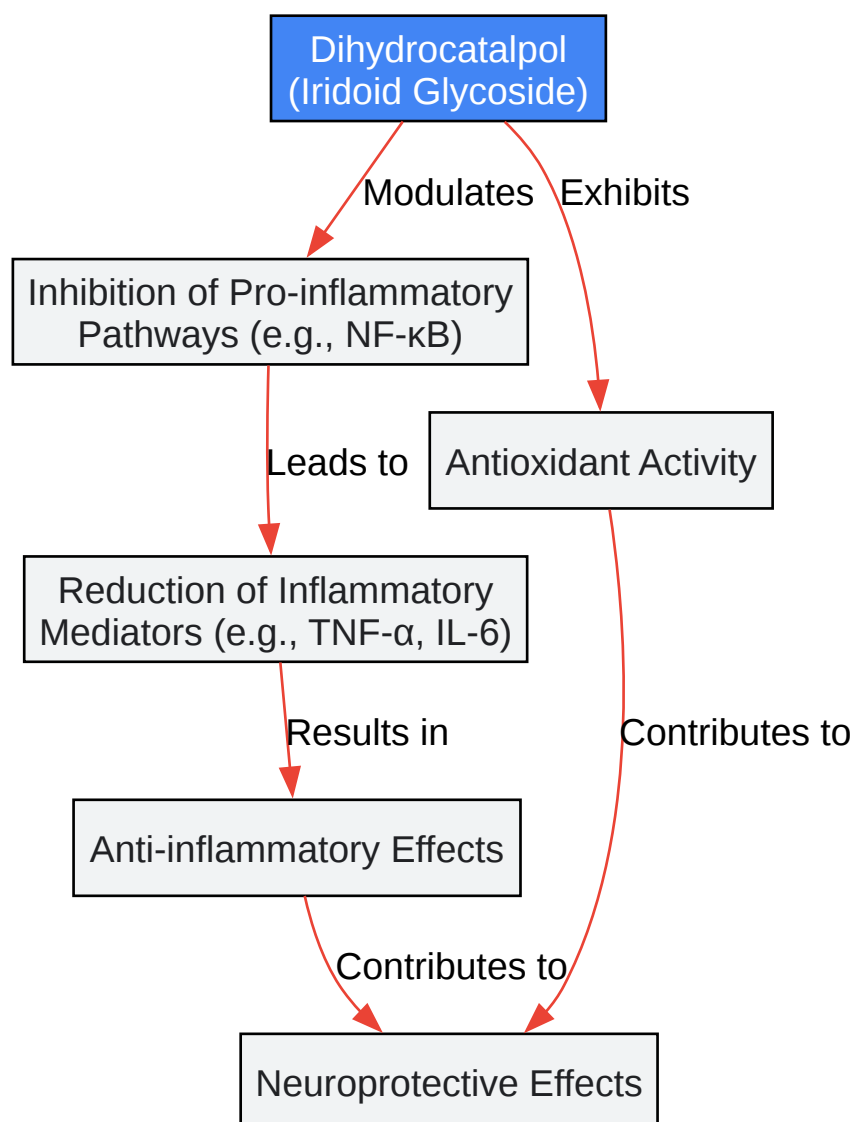 Dihydrocatalpol
(Iridoid Glycoside)
Modulates
Exhibits
Inhibition of Pro-inflammatory
Pathways (e.g., NF-κB)
Leads to
Antioxidant Activity
Reduction of Inflammatory
Mediators (e.g., TNF-α, IL-6)
Results in
Contributes to
Anti-inflammatory Effects
Contributes to
Neuroprotective Effects